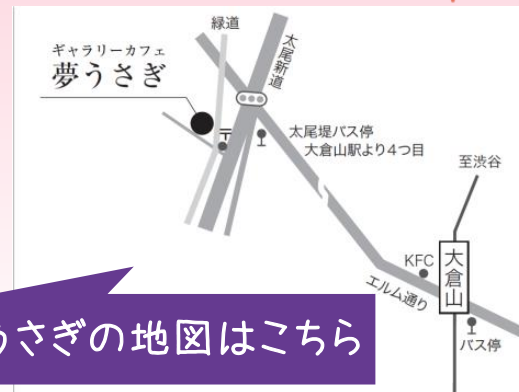 緑道
太尾新道
ギャラリーカフェ
夢うさぎ
〒
太尾堤バス停
大倉山駅より4つ目
至渋谷
KFC
大倉山
エルム通り
バス停
うさぎの地図はこちら